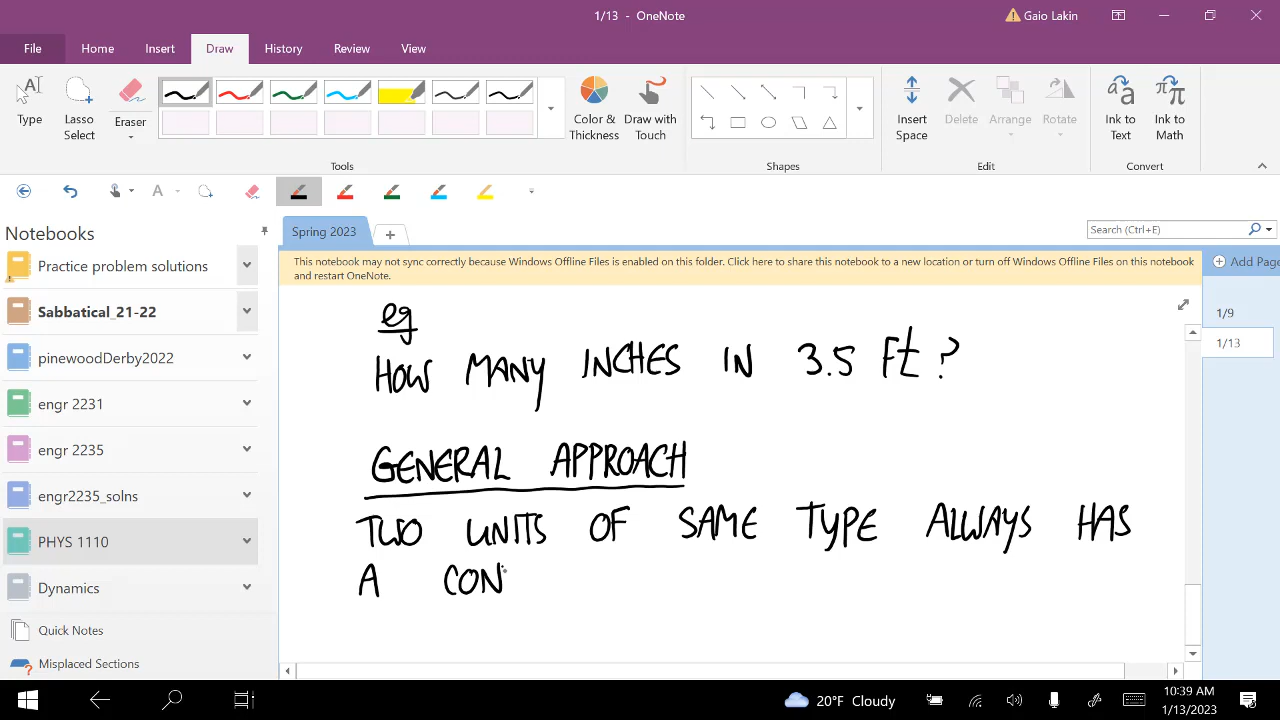 1/13 - OneNote
Gaio Lakin
File Home Insert Draw History Review View
Type
Lasso Select
Eraser
Color & Thickness
Draw with Touch
Insert Space
Delete
Arrange
Rotate
Ink to Text
Ink to Math
Tools
Shapes
Edit
Convert
A
Notebooks
Spring 2023
Search (Ctrl+E)
This notebook may not sync correctly because Windows Offline Files is enabled on this folder. Click here to share this notebook to a new location or turn off Windows Offline Files on this notebook
and restart OneNote.
Add Page
1/9
1/13
Practice problem solutions
Sabbatical_21-22
pinewoodDerby2022
engr 2231
engr 2235
engr2235_solns
PHYS 1110
Dynamics
Quick Notes
Misplaced Sections
eg
HOW MANY INCHES IN 3.5 Ft ?
GENERAL APPROACH
TWO UNITS OF SAME TYPE ALWAYS HAS
A CON
20°F Cloudy
10:39 AM
1/13/2023